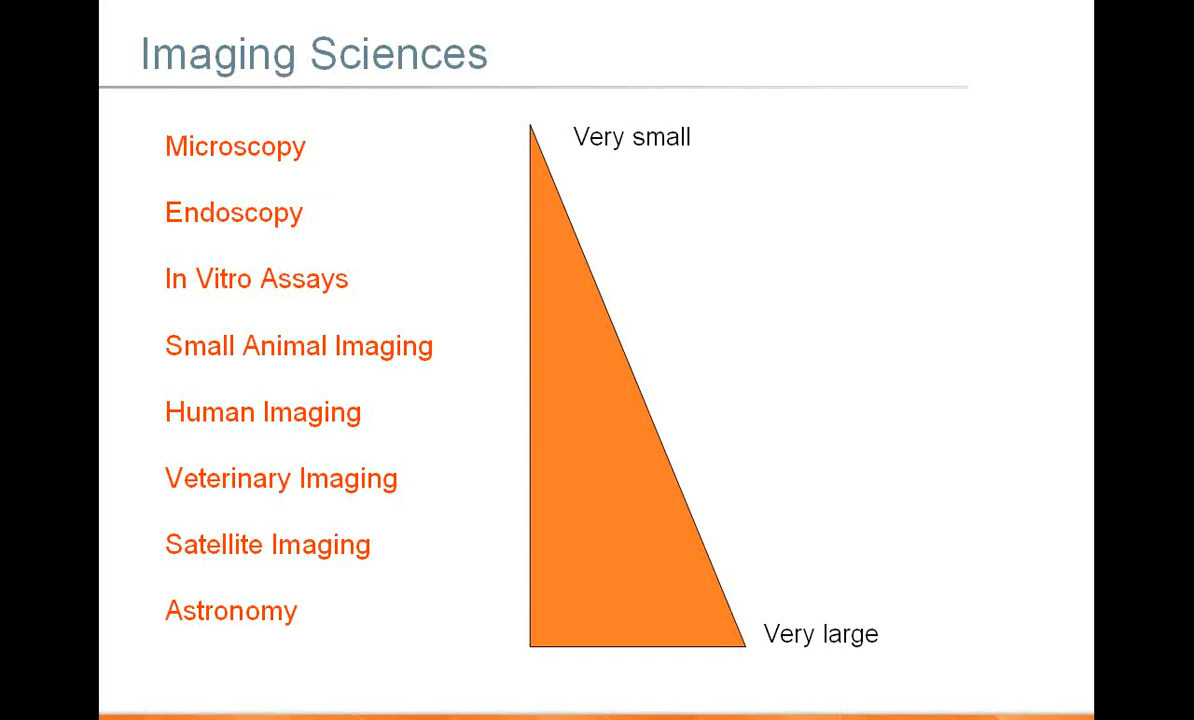 Imaging Sciences
Microscopy
Very small
Endoscopy
In Vitro Assays
Small Animal Imaging
Human Imaging
Veterinary Imaging
Satellite Imaging
Astronomy
Very large